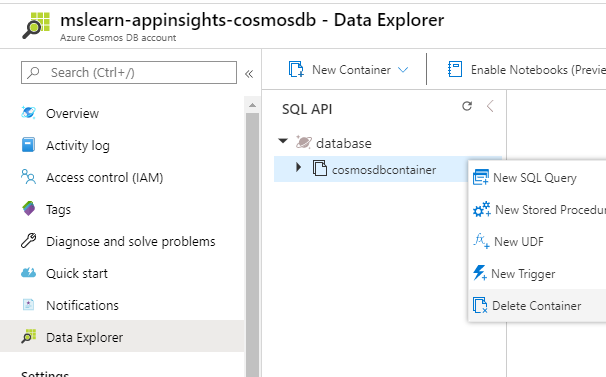 mslearn-appinsights-cosmosdb - Data Explorer
Azure Cosmos DB account
Search (Ctrl+/)
«
Overview
Activity log
Access control (IAM)
Tags
Diagnose and solve problems
Quick start
Notifications
Data Explorer
Settings
New Container
Enable Notebooks (Previe
SQL API
database
cosmosdbcontainer
New SQL Query
New Stored Procedu
New UDF
New Trigger
Delete Container